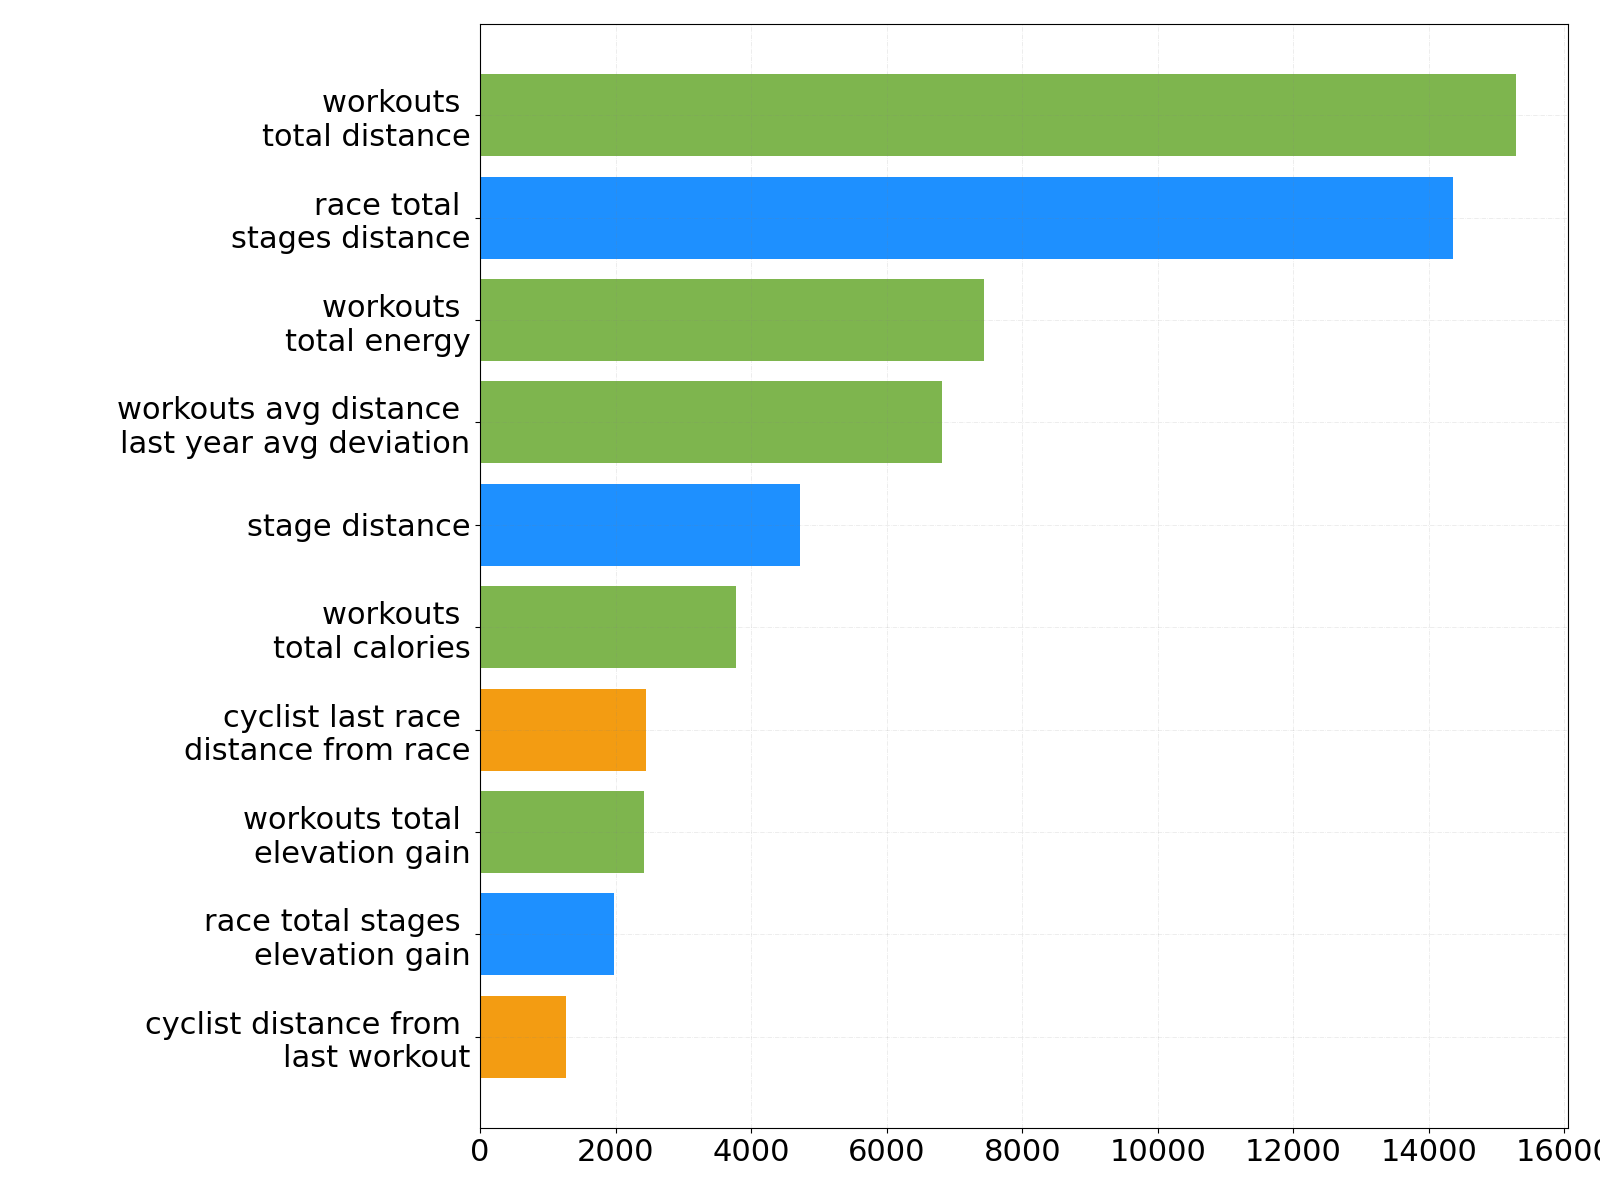 workouts
total distance
race total
stages distance
workouts
total energy
workouts avg distance
last year avg deviation
stage distance
workouts
total calories
cyclist last race
distance from race
workouts total
elevation gain
race total stages
elevation gain
cyclist distance from
last workout
0 2000 4000 6000 8000 10000 12000 14000 16000